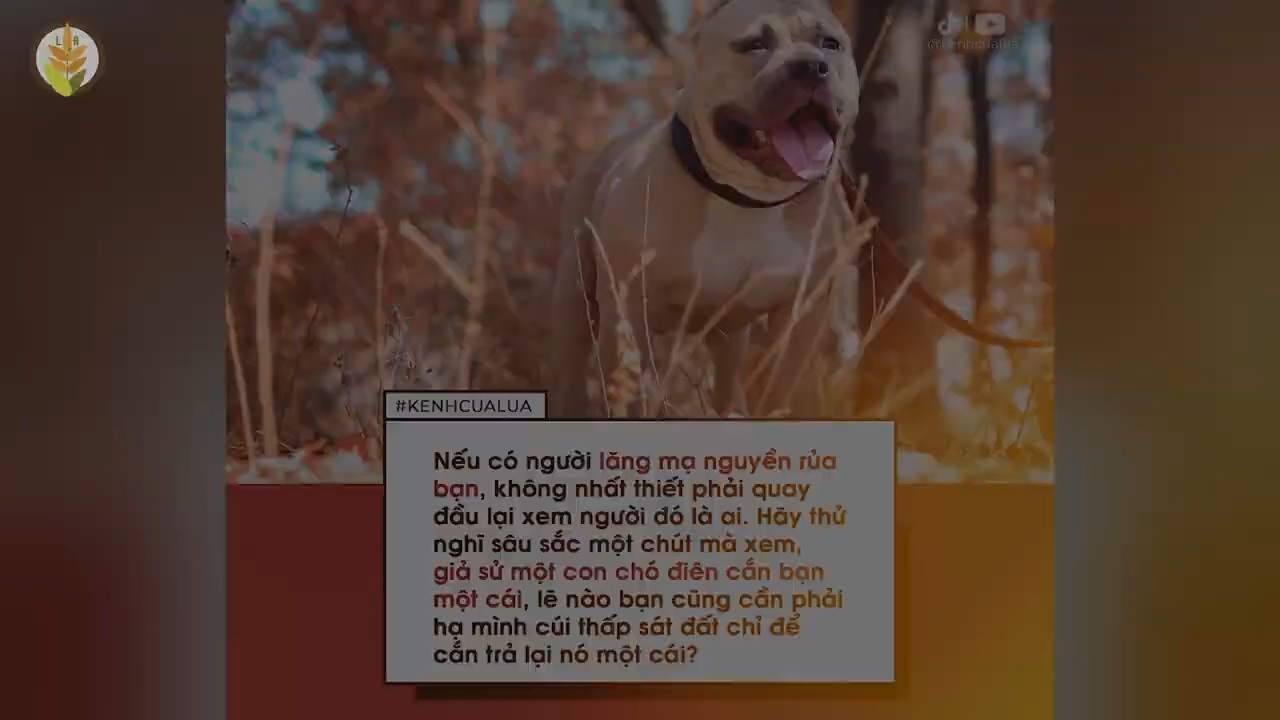 L A
@kenhcualua
#KENHCUALUA
Nếu có người lăng mạ nguyền rủa
bạn, không nhất thiết phải quay
đầu lại xem người đó là ai. Hãy thử
nghĩ sâu sắc một chút mà xem,
giả sử một con chó điên cắn bạn
một cái, lẽ nào bạn cũng cần phải
hạ mình cúi thấp sát đất chỉ để
cắn trả lại nó một cái?